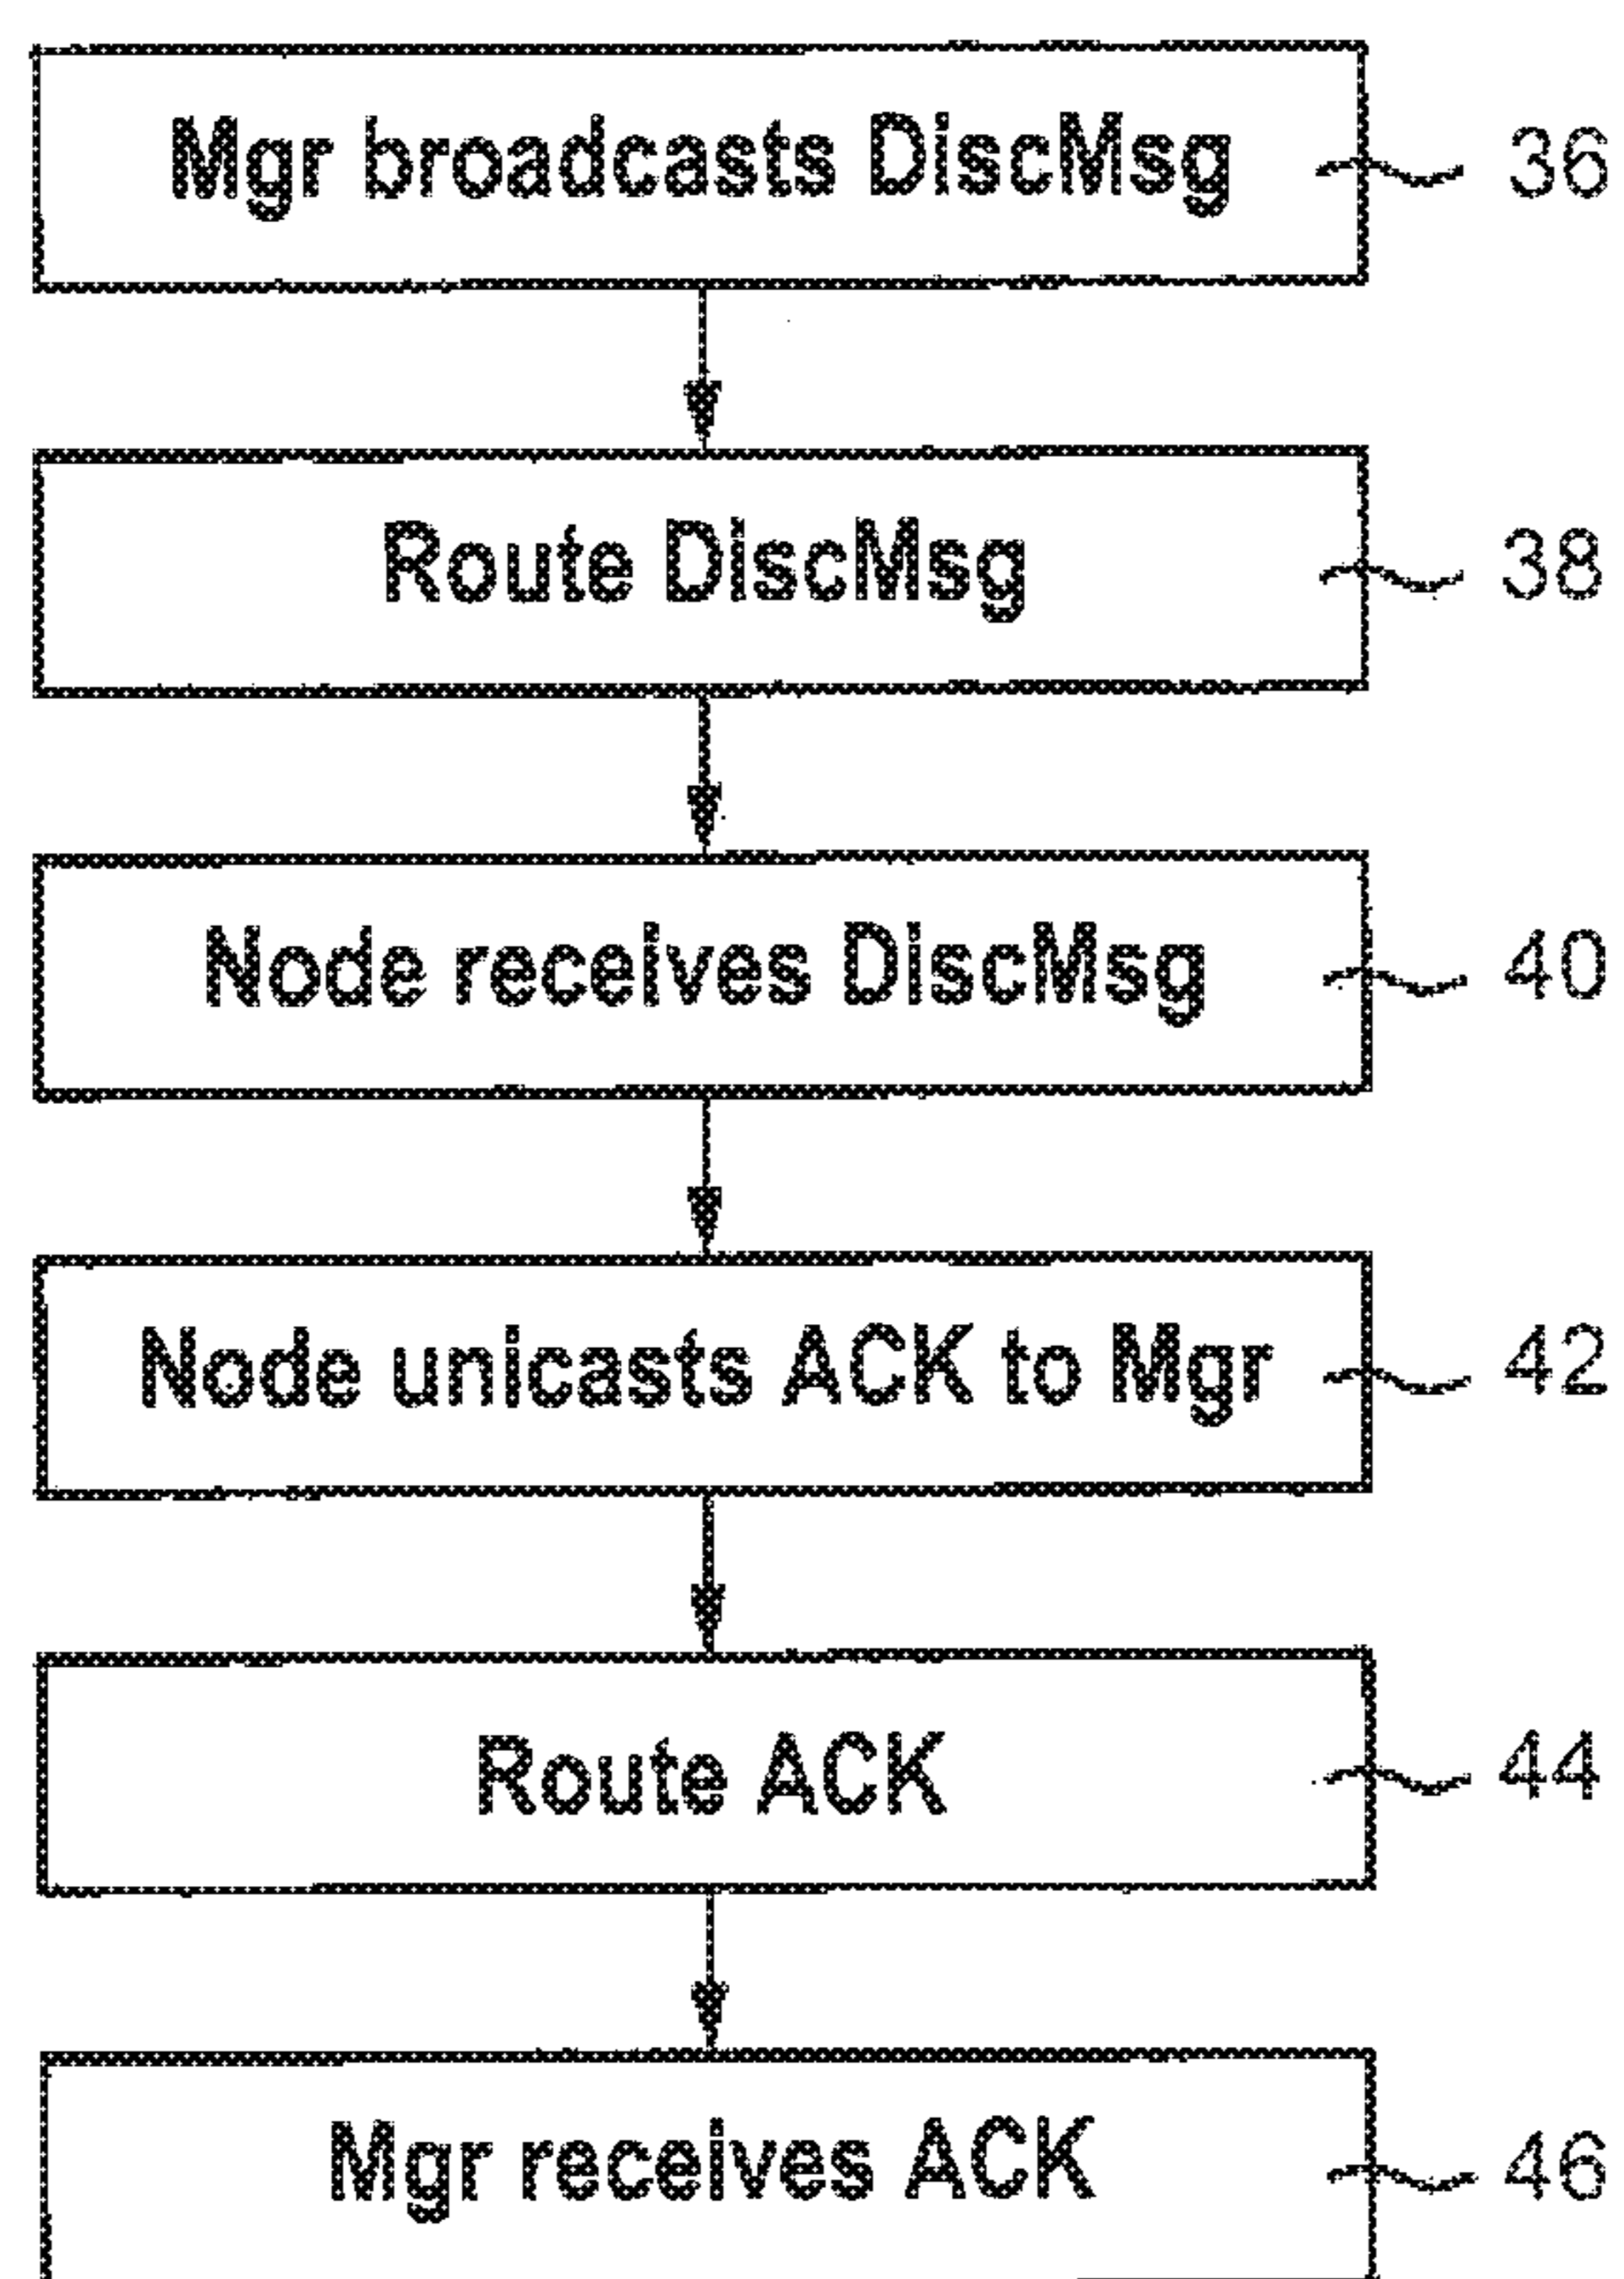 Mgr broadcasts DiscMsg 36
Route DiscMsg 38
Node receives DiscMsg 40
Node unicasts ACK to Mgr 42
Route ACK 44
Mgr receives ACK 46